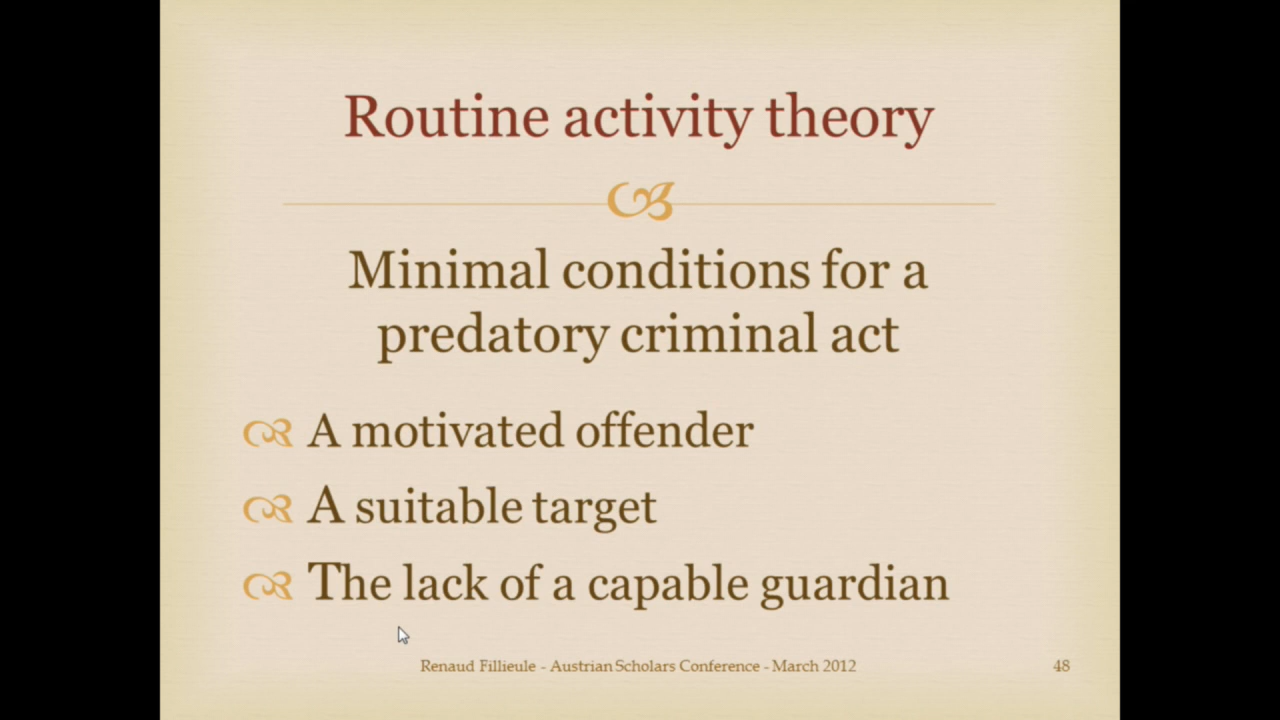 Routine activity theory
Minimal conditions for a
predatory criminal act
A motivated offender
A suitable target
The lack of a capable guardian
Renaud Fillieule - Austrian Scholars Conference - March 2012
48